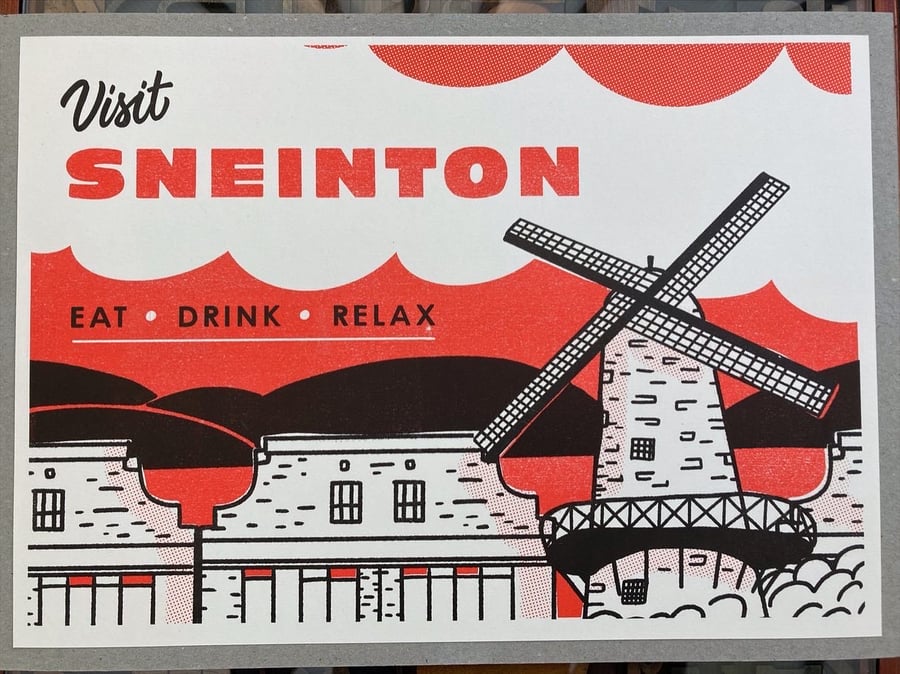 Visit
SNEINTON
EAT • DRINK • RELAX